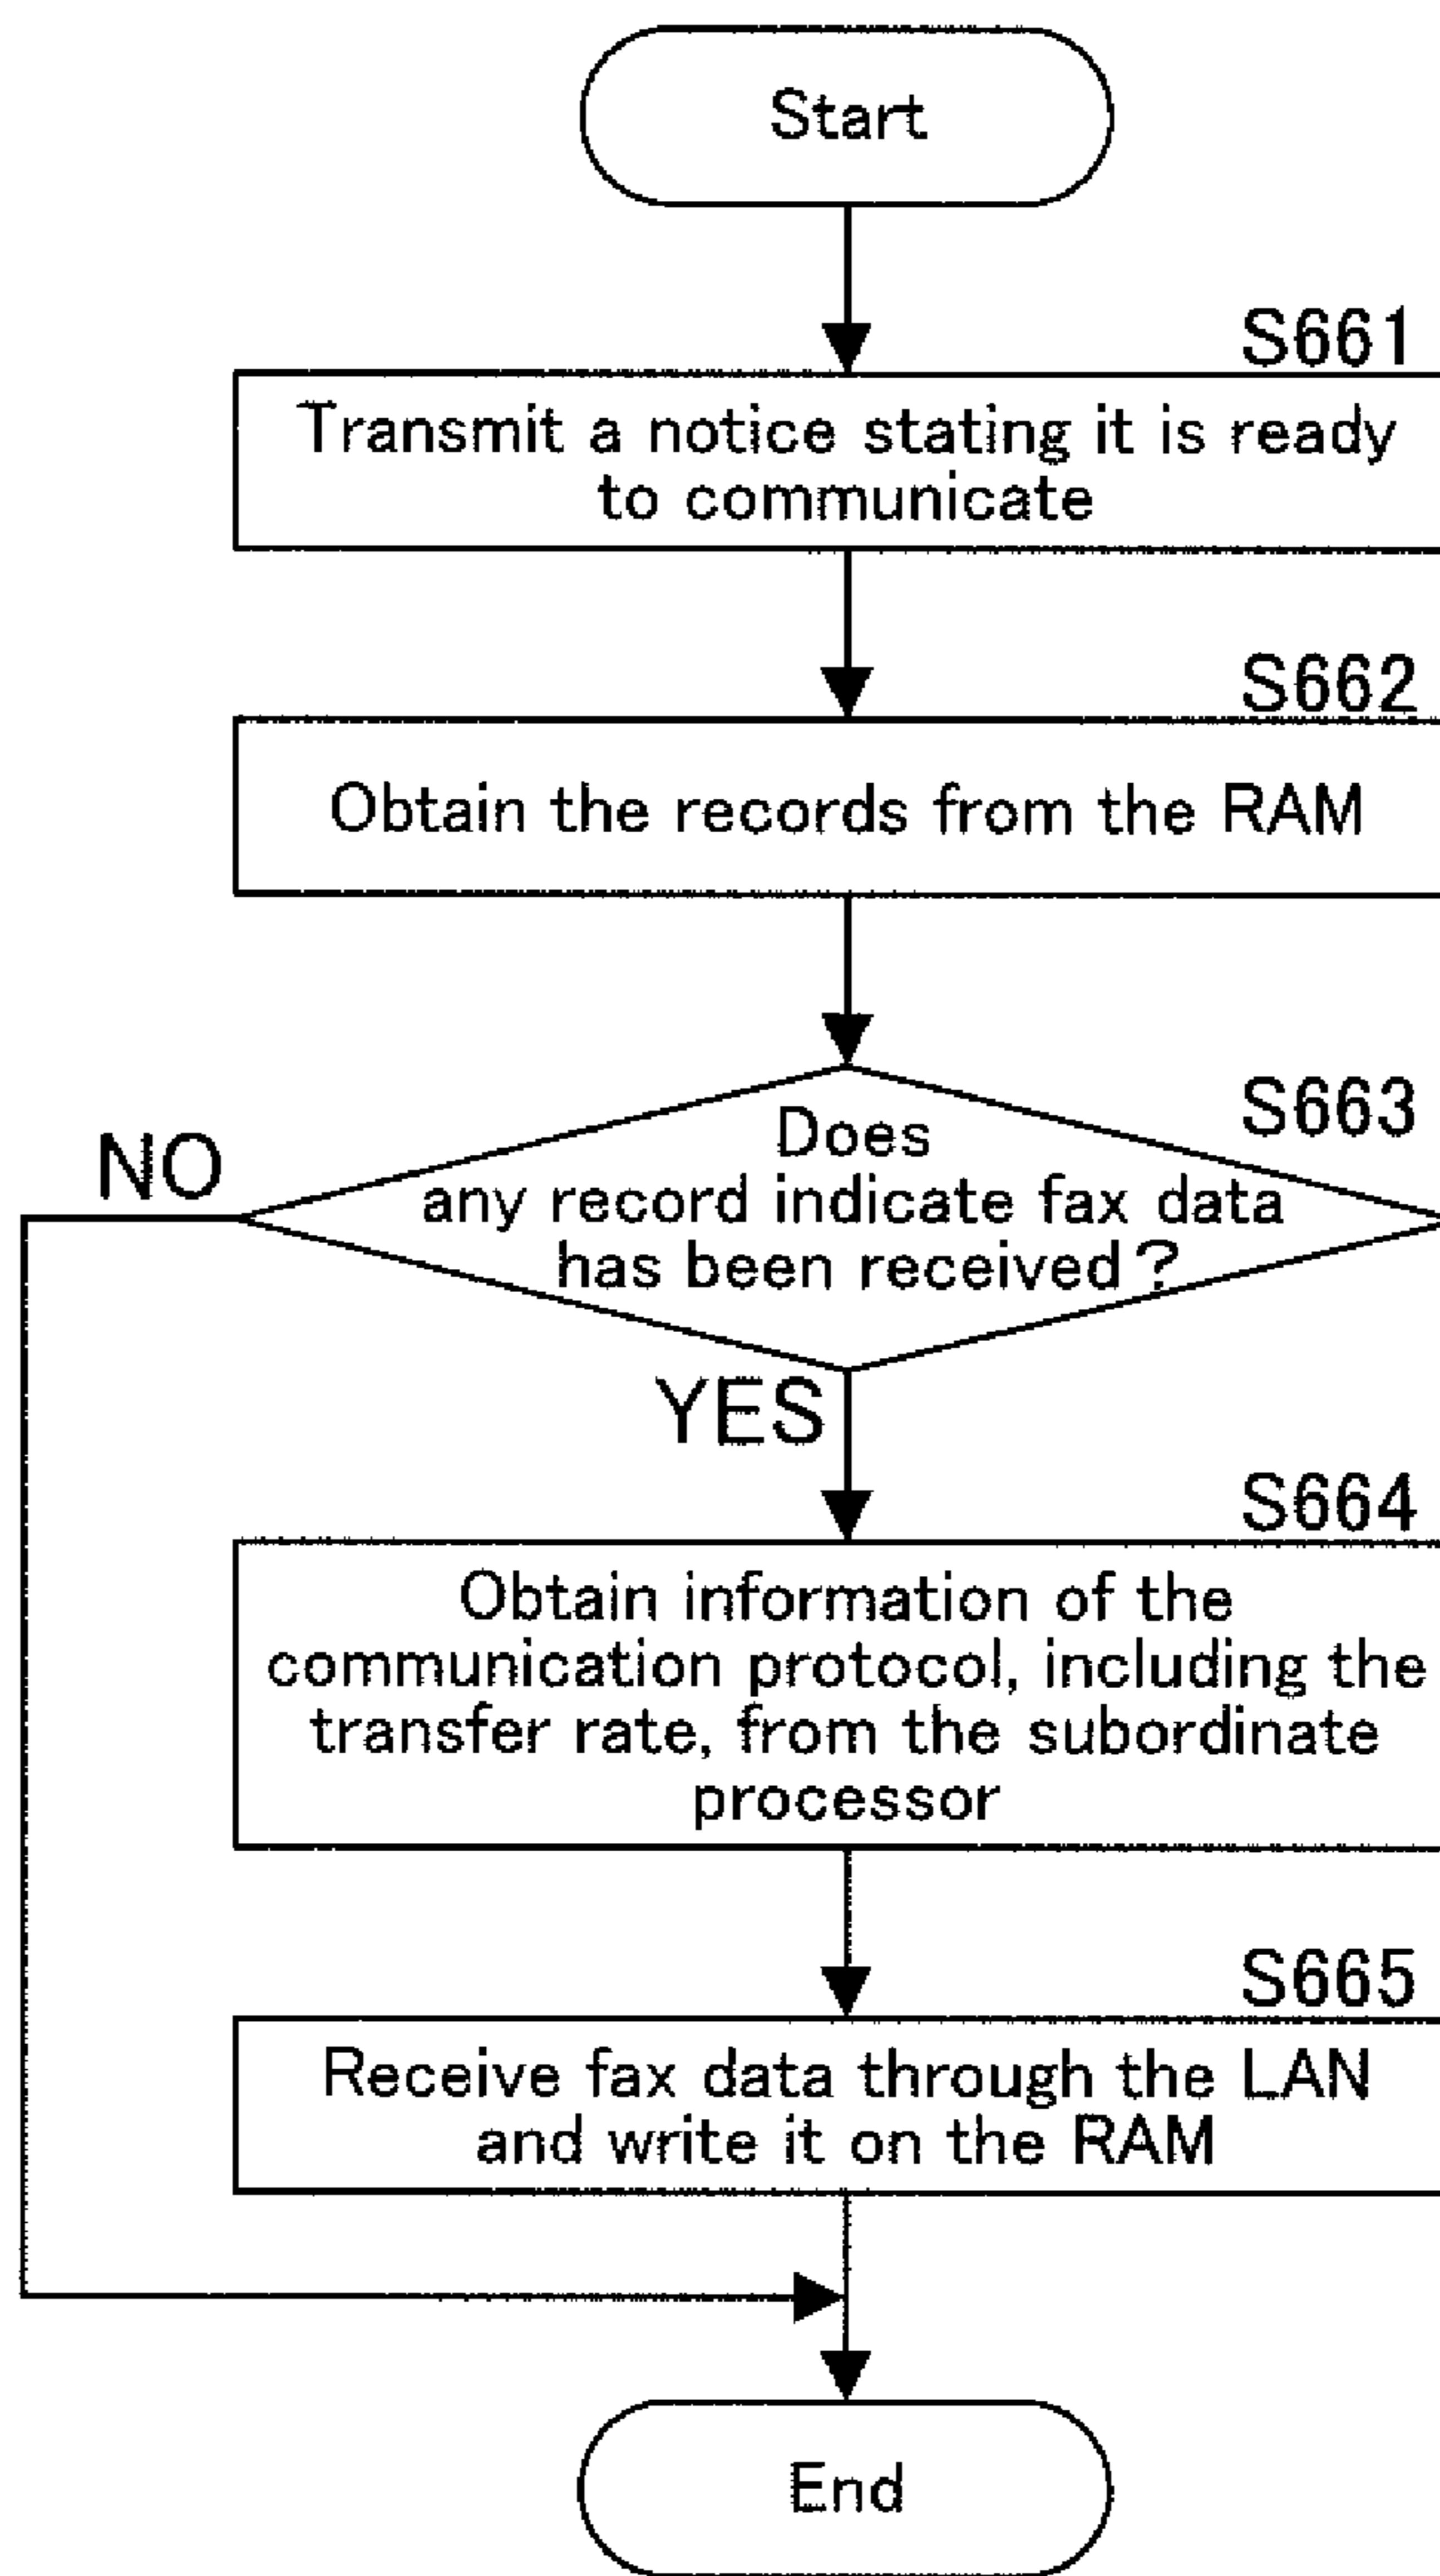 Start
S661
Transmit a notice stating it is ready
to communicate
S662
Obtain the records from the RAM
S663
Does
any record indicate fax data
has been received?
NO
YES
S664
Obtain information of the
communication protocol, including the
transfer rate, from the subordinate
processor
S665
Receive fax data through the LAN
and write it on the RAM
End